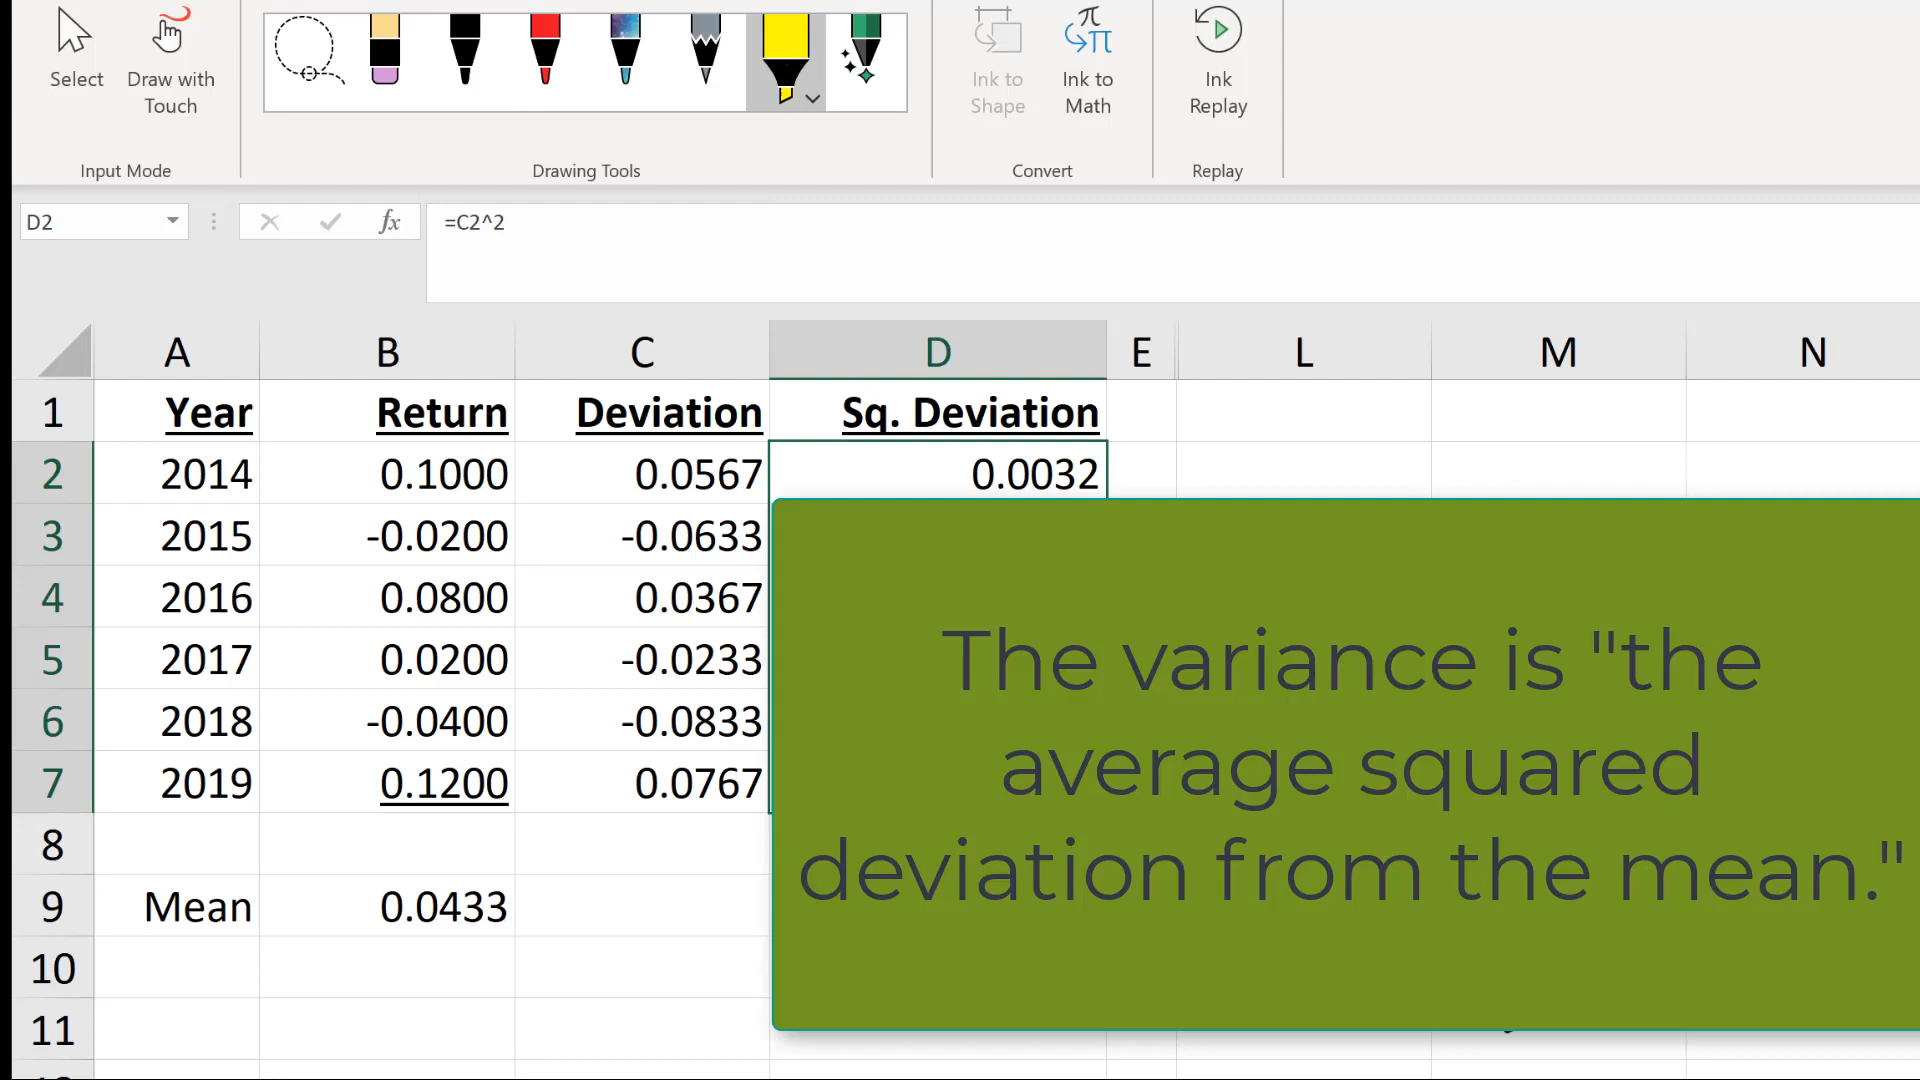 Select
Draw with
Touch
Ink to
Shape
Ink to
Math
Ink
Replay
Input Mode
Drawing Tools
Convert
Replay
D2
fx
=C2^2
A B C D E L M N
1 Year Return Deviation Sq. Deviation
2 2014 0.1000 0.0567 0.0032
3 2015 -0.0200 -0.0633
4 2016 0.0800 0.0367
5 2017 0.0200 -0.0233
6 2018 -0.0400 -0.0833
7 2019 0.1200 0.0767
8
9 Mean 0.0433
10
11
The variance is "the
average squared
deviation from the mean."